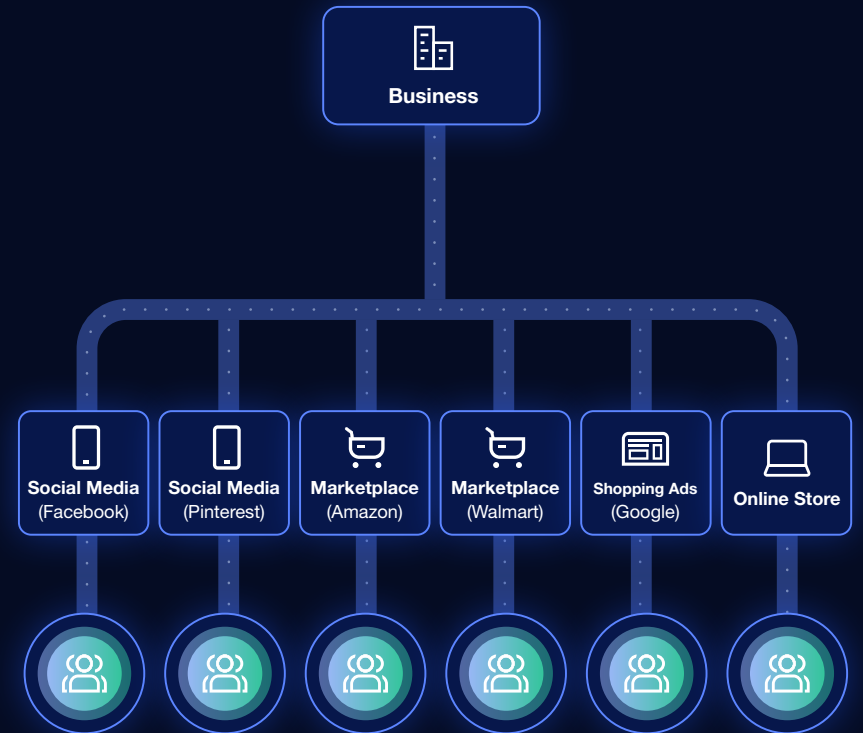 Business
Social Media
(Facebook)
Social Media
(Pinterest)
Marketplace
(Amazon)
Marketplace
(Walmart)
Shopping Ads
(Google)
Online Store